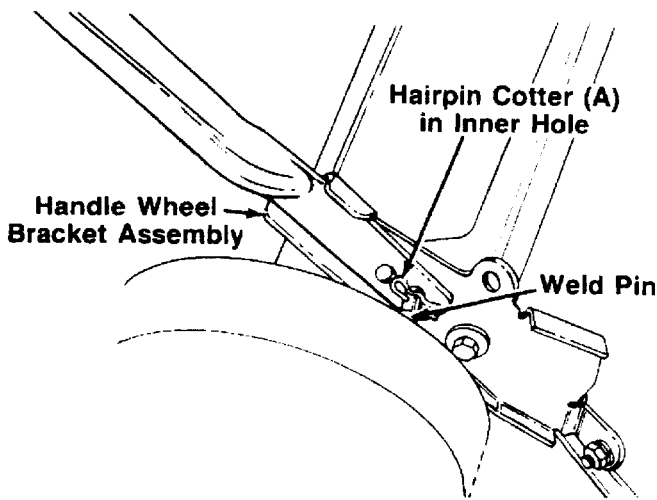 Hairpin Cotter (A)
in Inner Hole
Handle Wheel
Bracket Assembly
Weld Pin